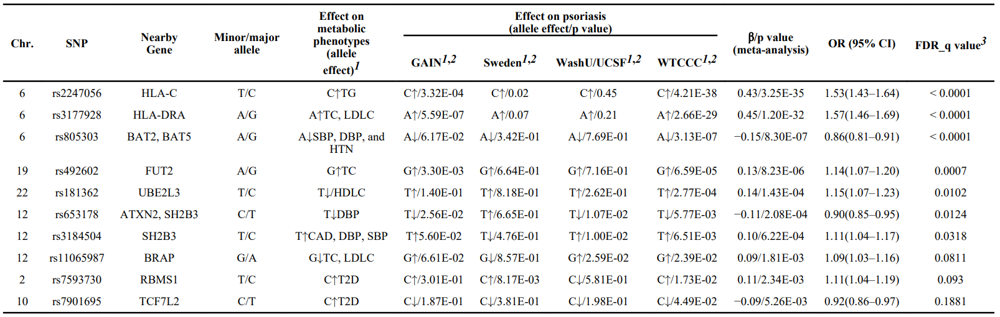 Chr. SNP Nearby Gene Minor/major allele Effect on metabolic phenotypes (allele effect)1 Effect on psoriasis (allele effect/p value) β/p value (meta-analysis) OR (95% CI) FDR_q value3
GAIN1,2 Sweden1,2 WashU/UCSF1,2 WTCCC1,2
6 rs2247056 HLA-C T/C C↑TG C↑/3.32E-04 C↑/0.02 C↑/0.45 C↑/4.21E-38 0.43/3.25E-35 1.53(1.43–1.64) < 0.0001
6 rs3177928 HLA-DRA A/G A↑TC, LDLC A↑/5.59E-07 A↑/0.07 A↑/0.21 A↑/2.66E-29 0.45/1.20E-32 1.57(1.46–1.69) < 0.0001
6 rs805303 BAT2, BAT5 A/G A↓SBP, DBP, and HTN A↓/6.17E-02 A↓/3.42E-01 A↓/7.69E-01 A↓/3.13E-07 −0.15/8.30E-07 0.86(0.81–0.91) < 0.0001
19 rs492602 FUT2 A/G G↑TC G↑/3.30E-03 G↑/6.64E-01 G↑/7.16E-01 G↑/6.59E-05 0.13/8.23E-06 1.14(1.07–1.20) 0.0007
22 rs181362 UBE2L3 T/C T↓/HDLC T↑/1.40E-01 T↑/8.18E-01 T↑/2.62E-01 T↑/2.77E-04 0.14/1.43E-04 1.15(1.07–1.23) 0.0102
12 rs653178 ATXN2, SH2B3 C/T T↓DBP T↓/2.56E-02 T↑/6.65E-01 T↓/1.07E-02 T↓/5.77E-03 −0.11/2.08E-04 0.90(0.85–0.95) 0.0124
12 rs3184504 SH2B3 T/C T↑CAD, DBP, SBP T↑5.60E-02 T↓/4.76E-01 T↑/1.00E-02 T↑/6.51E-03 0.10/6.22E-04 1.11(1.04–1.17) 0.0318
12 rs11065987 BRAP G/A G↓TC, LDLC G↑/6.61E-02 G↓/8.57E-01 G↑/2.59E-02 G↑/2.39E-02 0.09/1.81E-03 1.09(1.03–1.16) 0.0811
2 rs7593730 RBMS1 T/C C↑T2D C↑/3.01E-01 C↑/8.17E-03 C↓/5.81E-01 C↑/1.73E-02 0.11/2.34E-03 1.11(1.04–1.19) 0.093
10 rs7901695 TCF7L2 C/T C↑T2D C↓/1.87E-01 C↓/3.81E-01 C↓/1.98E-01 C↓/4.49E-02 −0.09/5.26E-03 0.92(0.86–0.97) 0.1881